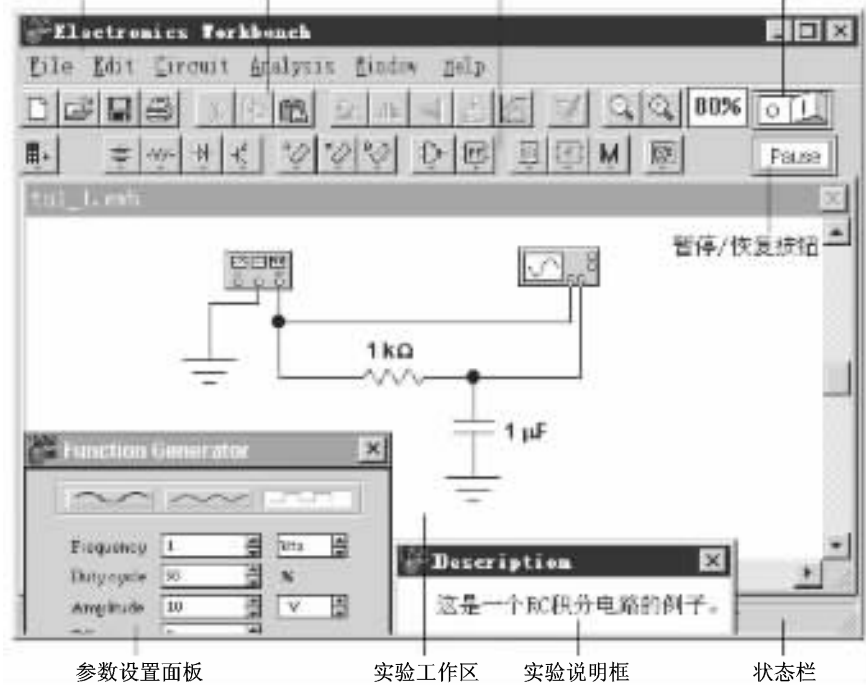 Electronics Workbench
File Edit Circuit Analysis Window Help
80%
Pause
tul_1.ewb
暂停/恢复按钮
1 kΩ
1 μF
Function Generator
Frequency 1
Duty cycle 50 %
Amplitude 10 V
Description
这是一个RC积分电路的例子。
参数设置面板 实验工作区 实验说明框 状态栏